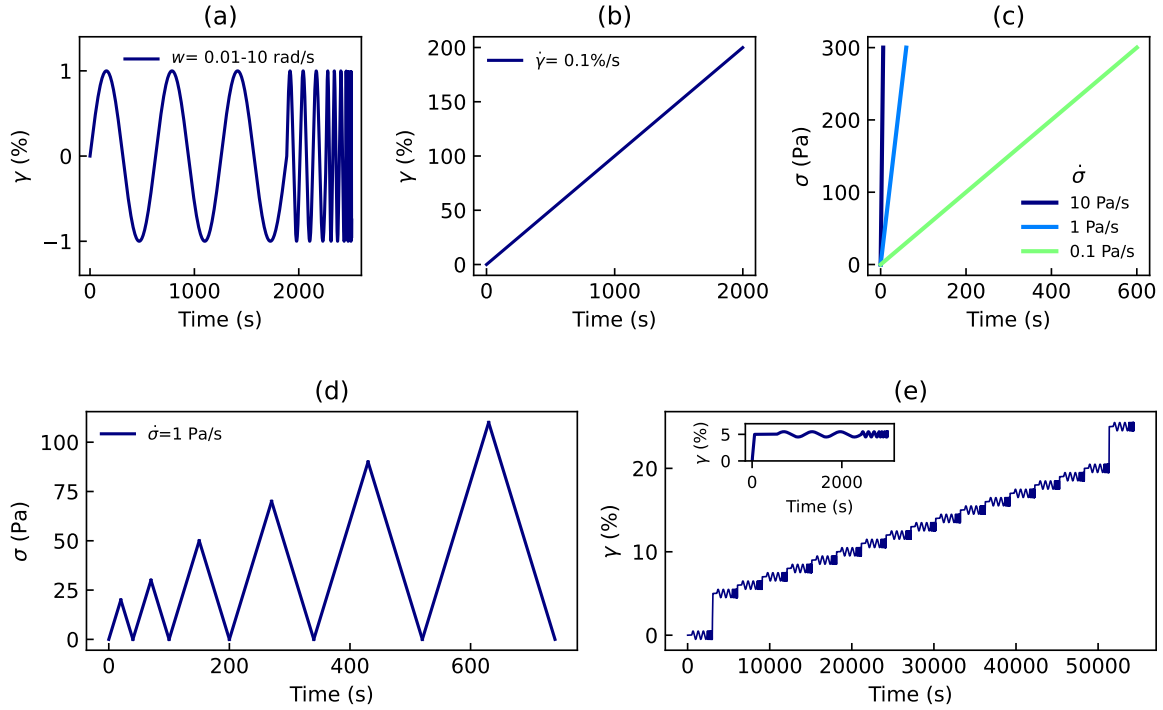 (a)
w= 0.01-10 rad/s
γ (%)
1
0
−1
0
1000
2000
Time (s)
(b)
γ̇= 0.1%/s
γ (%)
200
150
100
50
0
0
1000
2000
Time (s)
(c)
σ (Pa)
300
200
100
0
σ̇
10 Pa/s
1 Pa/s
0.1 Pa/s
0
200
400
600
Time (s)
(d)
σ̇=1 Pa/s
σ (Pa)
100
75
50
25
0
0
200
400
600
Time (s)
(e)
γ (%)
5
0
0
2000
Time (s)
γ (%)
20
10
0
0
10000
20000
30000
40000
50000
Time (s)